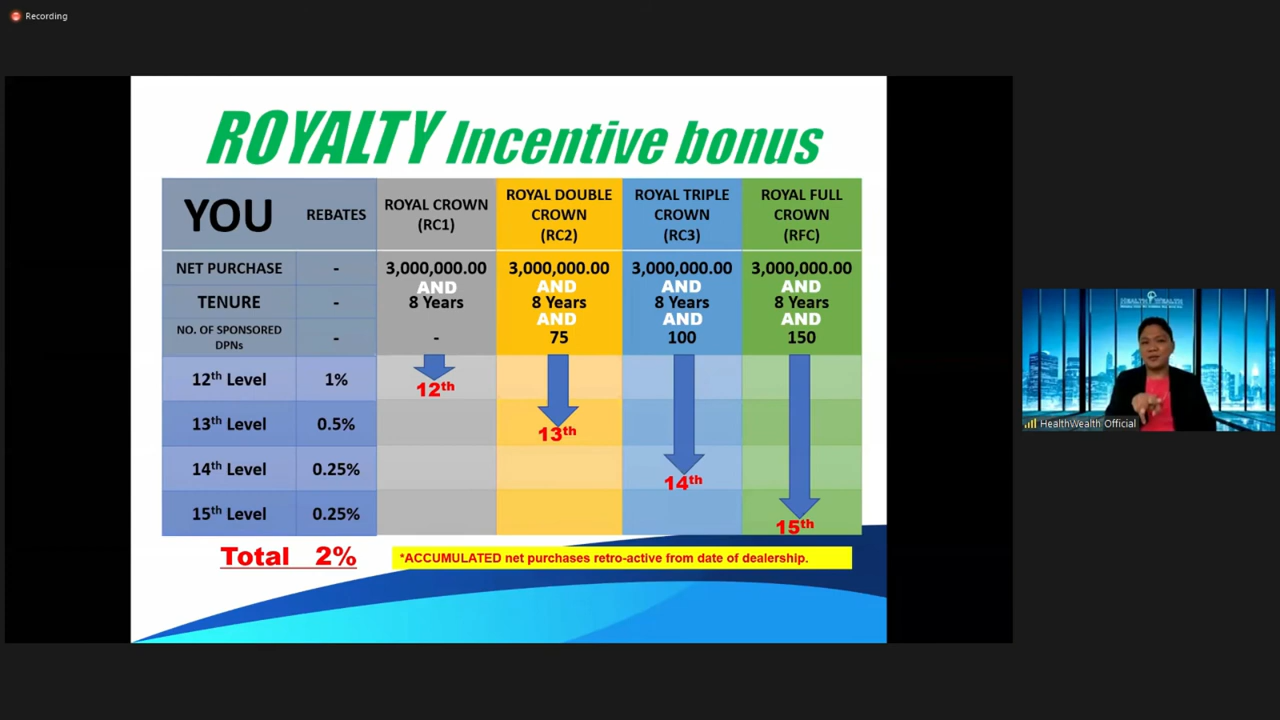 Recording
ROYALTY Incentive bonus
YOU
REBATES
ROYAL CROWN
(RC1)
ROYAL DOUBLE
CROWN
(RC2)
ROYAL TRIPLE
CROWN
(RC3)
ROYAL FULL
CROWN
(RFC)
NET PURCHASE - 3,000,000.00 3,000,000.00 3,000,000.00 3,000,000.00
AND AND AND AND
TENURE - 8 Years 8 Years 8 Years 8 Years
AND AND AND
NO. OF SPONSORED
DPNs
- - 75 100 150
12th Level 1% 12th
13th Level 0.5% 13th
14th Level 0.25% 14th
15th Level 0.25% 15th
Total 2%
*ACCUMULATED net purchases retro-active from date of dealership.
HEALTH WEALTH
HealthWealth Official